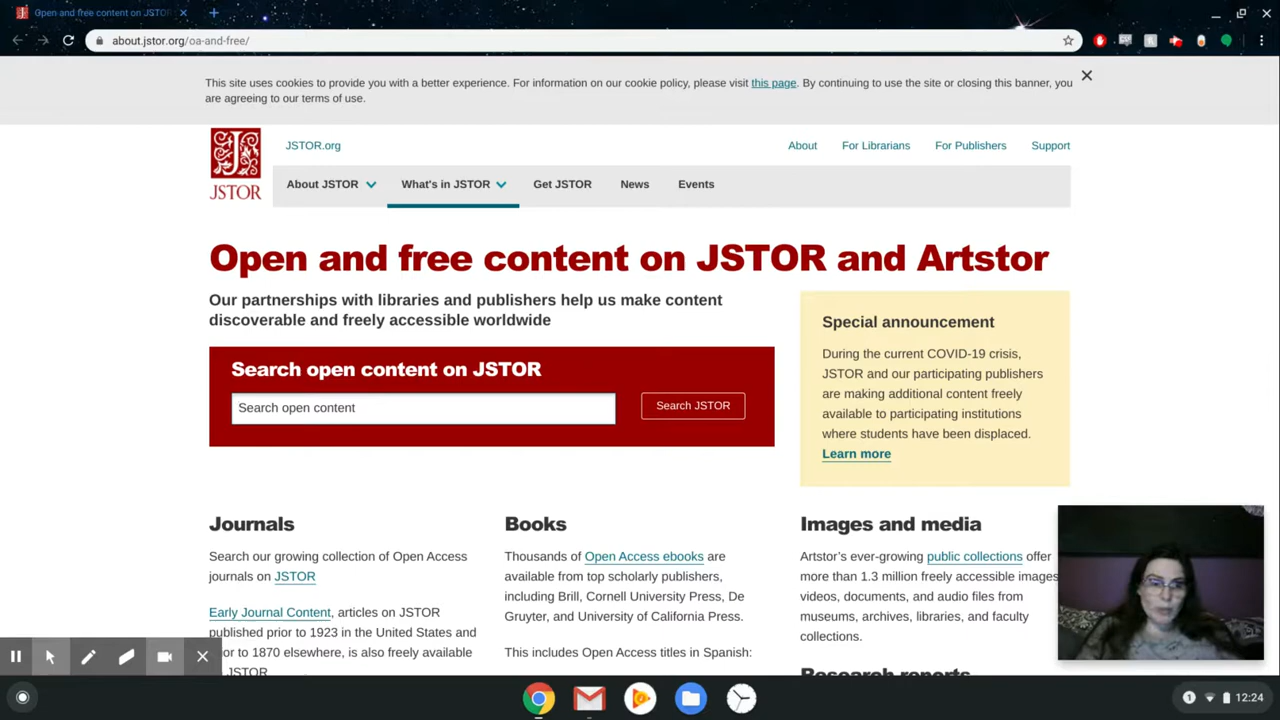 Open and free content on JSTOR
about.jstor.org/oa-and-free/
This site uses cookies to provide you with a better experience. For information on our cookie policy, please visit this page. By continuing to use the site or closing this banner, you
are agreeing to our terms of use.
JSTOR
JSTOR.org
About For Librarians For Publishers Support
About JSTOR What's in JSTOR Get JSTOR News Events
Open and free content on JSTOR and Artstor
Our partnerships with libraries and publishers help us make content
discoverable and freely accessible worldwide
Search open content on JSTOR
Search open content
Search JSTOR
Special announcement
During the current COVID-19 crisis,
JSTOR and our participating publishers
are making additional content freely
available to participating institutions
where students have been displaced.
Learn more
Journals
Search our growing collection of Open Access
journals on JSTOR
Early Journal Content, articles on JSTOR
published prior to 1923 in the United States and
prior to 1870 elsewhere, is also freely available
JSTOR
Books
Thousands of Open Access ebooks are
available from top scholarly publishers,
including Brill, Cornell University Press, De
Gruyter, and University of California Press.
This includes Open Access titles in Spanish:
Images and media
Artstor's ever-growing public collections offer
more than 1.3 million freely accessible images
videos, documents, and audio files from
museums, archives, libraries, and faculty
collections.
Research reports
1 12:24